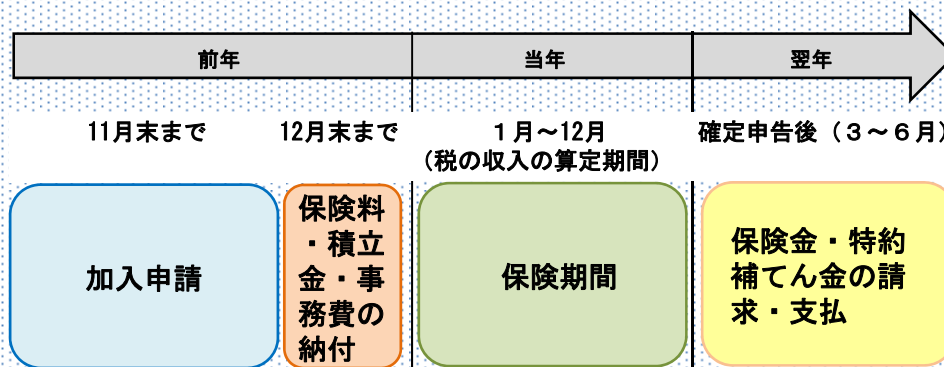 前年
当年
翌年
11月末まで
12月末まで
１月～12月
（税の収入の算定期間）
確定申告後（３～６月）
加入申請
保険料
・積立
金・事
務費の
納付
保険期間
保険金・特約
補てん金の請
求・支払